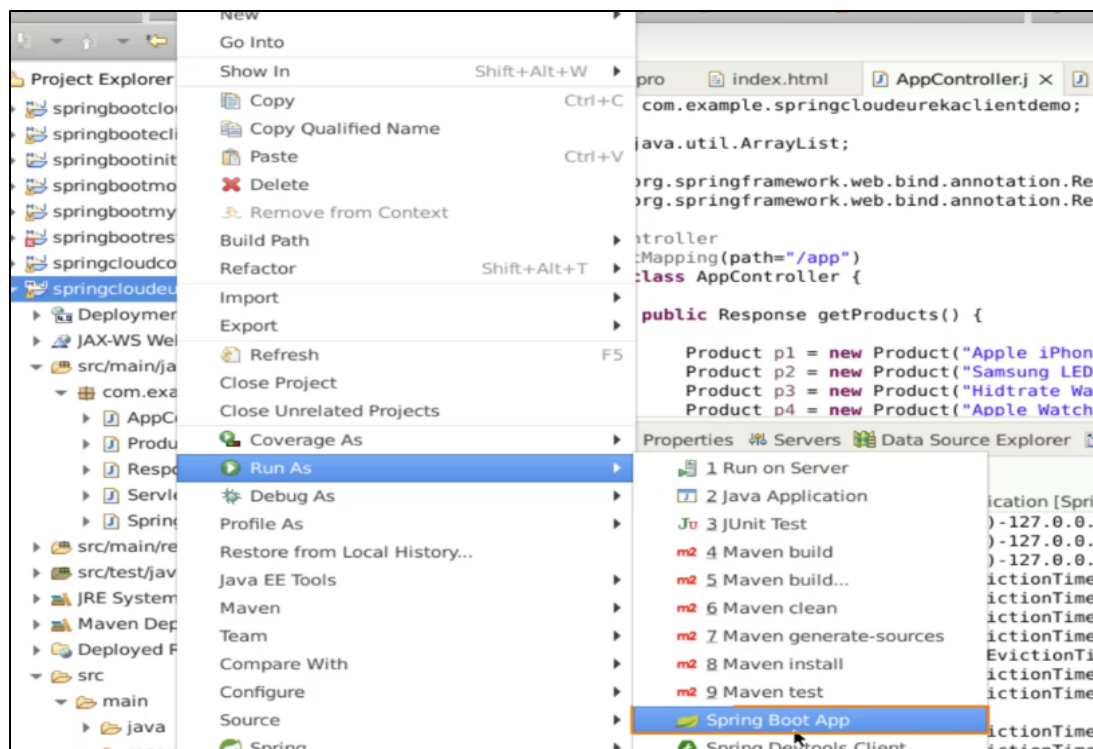 New
Go Into
Show In Shift+Alt+W
Copy Ctrl+C
Copy Qualified Name
Paste Ctrl+V
Delete
Remove from Context
Build Path
Refactor Shift+Alt+T
Import
Export
Refresh F5
Close Project
Close Unrelated Projects
Coverage As
Run As
Debug As
Profile As
Restore from Local History...
Java EE Tools
Maven
Team
Compare With
Configure
Source
Spring
Project Explorer
springbootclo
springbootecli
springbootinit
springbootmo
springbootmy
springbootres
springcloudco
springcloudeu
Deploymen
JAX-WS We
src/main/ja
com.exa
AppC
Produ
Respo
Servle
Spring
src/main/re
src/test/jav
JRE System
Maven Dep
Deployed R
src
main
java
pro index.html AppController.j
com.example.springcloudeurekaclientdemo;
java.util.ArrayList;
org.springframework.web.bind.annotation.Re
org.springframework.web.bind.annotation.Re
ntroller
tMapping(path="/app")
class AppController {
public Response getProducts() {
Product p1 = new Product("Apple iPhon
Product p2 = new Product("Samsung LED
Product p3 = new Product("Hidtrate Wa
Product p4 = new Product("Apple Watch
Properties Servers Data Source Explorer
1 Run on Server
2 Java Application
3 JUnit Test
4 Maven build
5 Maven build...
6 Maven clean
7 Maven generate-sources
8 Maven install
9 Maven test
Spring Boot App
Spring Devtools Client
ication [Spri
)-127.0.0.
)-127.0.0.
)-127.0.0.
ictionTime
ictionTime
ictionTime
ictionTime
EvictionTi
ictionTime
ictionTime
ictionTime
ictionTime